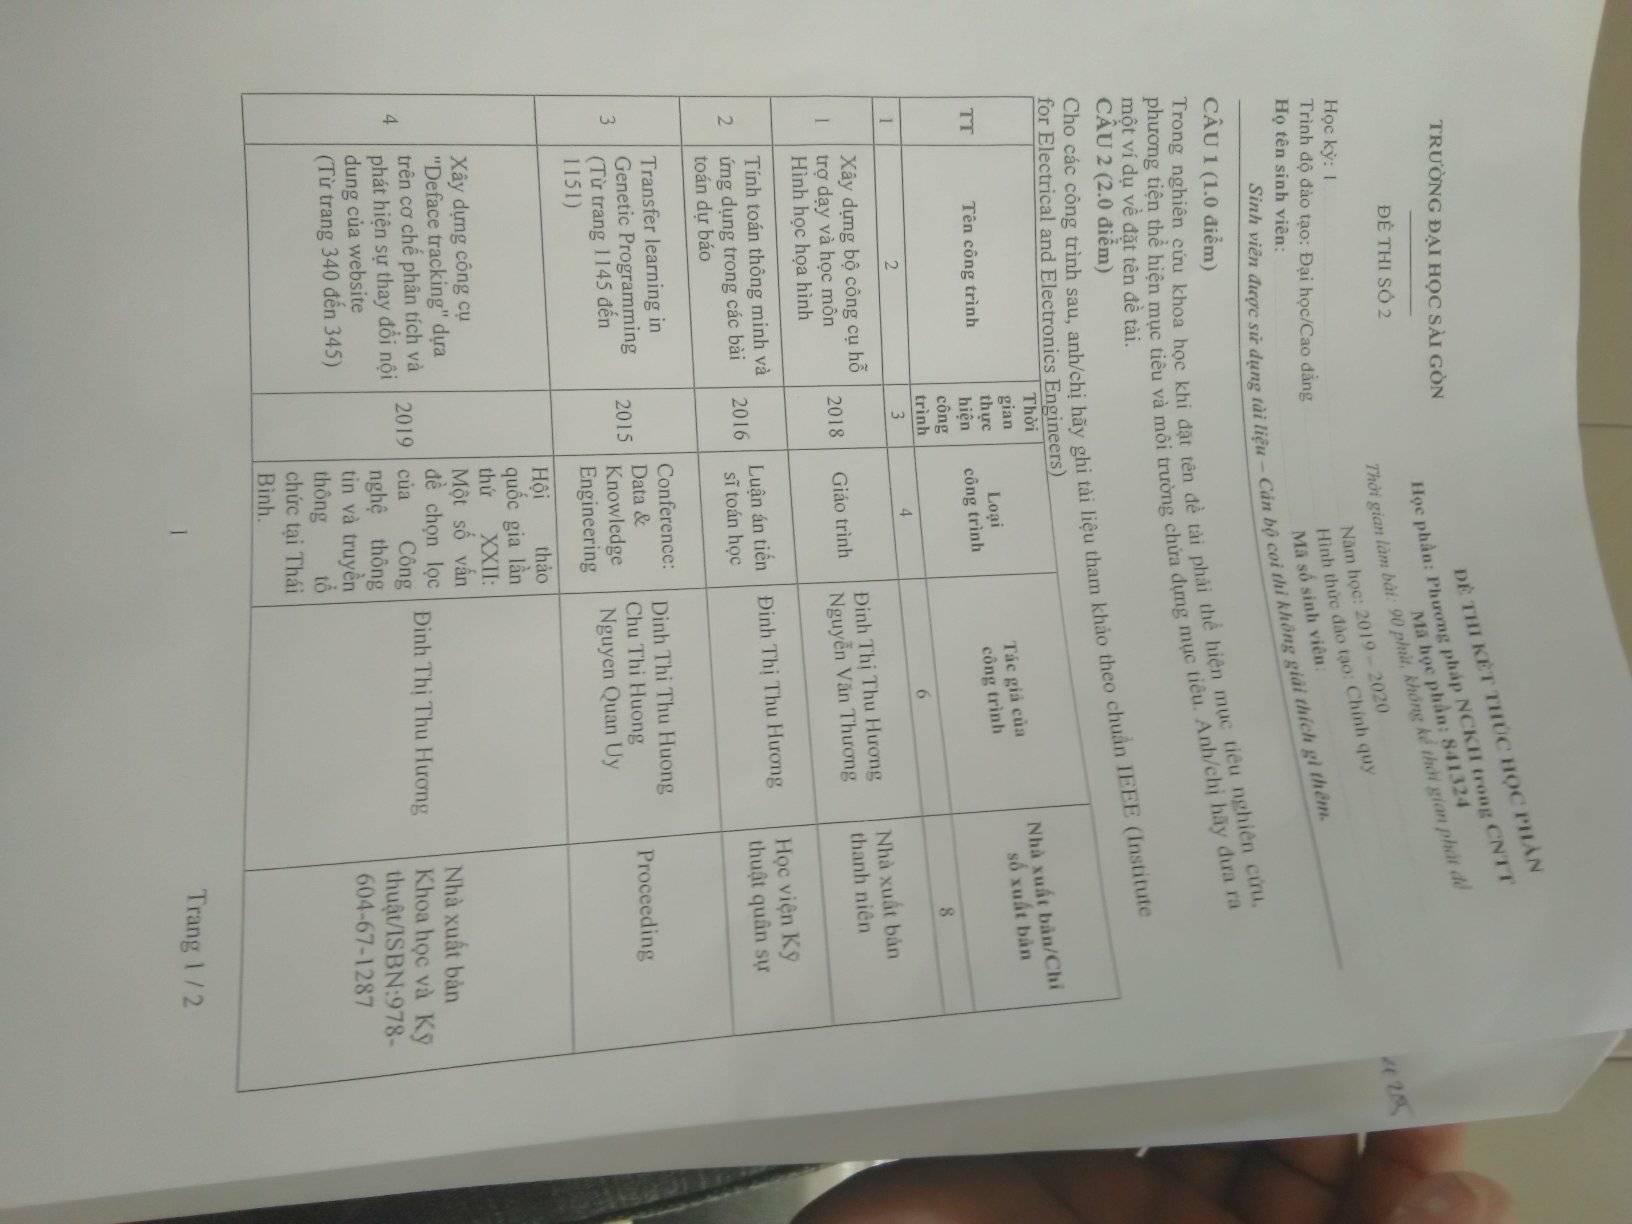 TRƯỜNG ĐẠI HỌC SÀI GÒN
ĐỀ THI SỐ 2
ĐỀ THI KẾT THÚC HỌC PHẦN
Học phần: Phương pháp NCKH trong CNTT
Mã học phần: 841324
Thời gian làm bài: 90 phút, không kể thời gian phát đề
Học kỳ: 1
Năm học: 2019 – 2020
Trình độ đào tạo: Đại học/Cao đẳng
Hình thức đào tạo: Chính quy
Họ tên sinh viên:
Mã số sinh viên:
Sinh viên được sử dụng tài liệu – Cán bộ coi thi không giải thích gì thêm.
CÂU 1 (1.0 điểm)
Trong nghiên cứu khoa học khi đặt tên đề tài phải thể hiện mục tiêu nghiên cứu,
phương tiện thể hiện mục tiêu và môi trường chứa đựng mục tiêu. Anh/chị hãy đưa ra
một ví dụ về đặt tên đề tài.
CÂU 2 (2.0 điểm)
Cho các công trình sau, anh/chị hãy ghi tài liệu tham khảo theo chuẩn IEEE (Institute
for Electrical and Electronics Engineers)
TT
Tên công trình
Thời
gian
thực
hiện
công
trình
Loại
công trình
Tác giả của
công trình
Nhà xuất bản/Chỉ
số xuất bản
1
2
3
4
6
8
1
Xây dựng bộ công cụ hỗ
trợ dạy và học môn
Hình học họa hình
2018
Giáo trình
Đinh Thị Thu Hương
Nguyễn Văn Thương
Nhà xuất bản
thanh niên
2
Tính toán thông minh và
ứng dụng trong các bài
toán dự báo
2016
Luận án tiến
sĩ toán học
Đinh Thị Thu Hương
Học viện Kỹ
thuật quân sự
3
Transfer learning in
Genetic Programming
(Từ trang 1145 đến
1151)
2015
Conference:
Data &
Knowledge
Engineering
Dinh Thi Thu Huong
Chu Thi Huong
Nguyen Quan Uy
Proceeding
4
Xây dựng công cụ
"Deface tracking" dựa
trên cơ chế phân tích và
phát hiện sự thay đổi nội
dung của website
(Từ trang 340 đến 345)
2019
Hội thảo
quốc gia lần
thứ XXII:
Một số vấn
đề chọn lọc
của Công
nghệ thông
tin và truyền
thông tổ
chức tại Thái
Bình.
Đinh Thị Thu Hương
Nhà xuất bản
Khoa học và Kỹ
thuật/ISBN:978-
604-67-1287
1
Trang 1 / 2